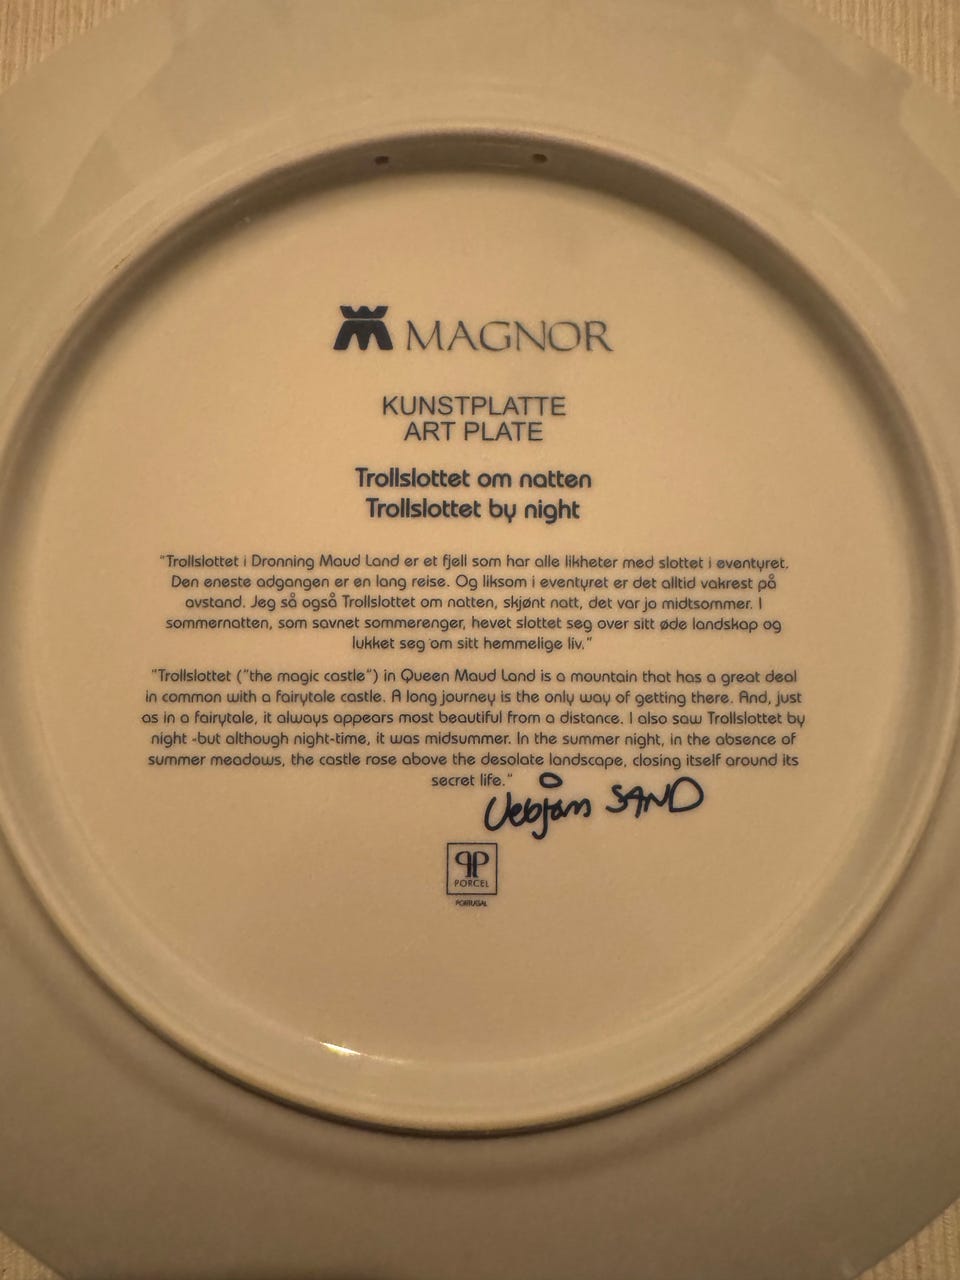 MAGNOR
KUNSTPLATTE
ART PLATE
Trollslottet om natten
Trollslottet by night
"Trollslottet i Dronning Maud Land er et fjell som har alle likheter med slottet i eventyret.
Den eneste adgangen er en lang reise. Og liksom i eventyret er det alltid vakrest på
avstand. Jeg så også Trollslottet om natten, skjønt natt, det var jo midtsommer. I
sommernatten, som savnet sommerenger, hevet slottet seg over sitt øde landskap og
lukket seg om sitt hemmelige liv."
"Trollslottet ("the magic castle") in Queen Maud Land is a mountain that has a great deal
in common with a fairytale castle. A long journey is the only way of getting there. And, just
as in a fairytale, it always appears most beautiful from a distance. I also saw Trollslottet by
night -but although night-time, it was midsummer. In the summer night, in the absence of
summer meadows, the castle rose above the desolate landscape, closing itself around its
secret life."
Vebjørn SAND
PP
PORCEL
PORTUGAL